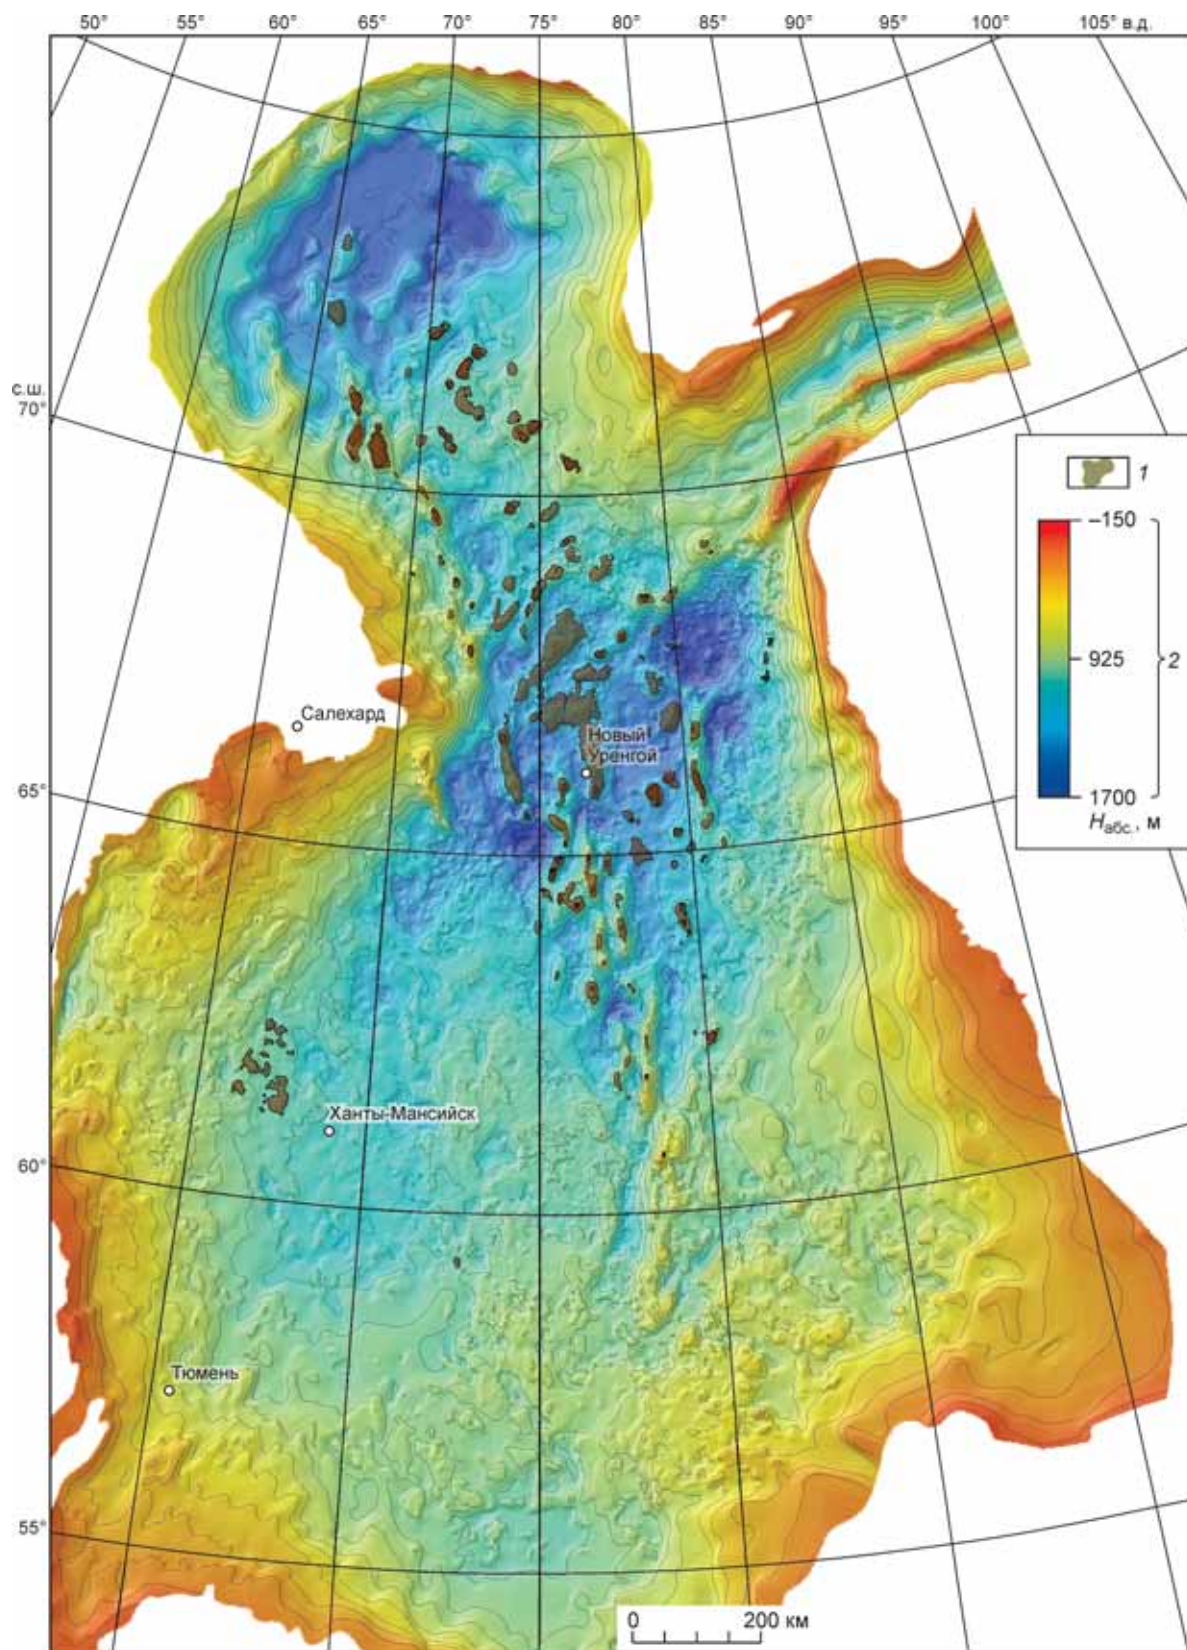 50° 55° 60° 65° 70° 75° 80° 85° 90° 95° 100° 105° в.д.
с.ш.
70°
1
–150
925
2
1700
Hабс., м
Салехард
Новый
Уренгой
65°
Ханты-Мансийск
60°
Тюмень
55°
0 200 км